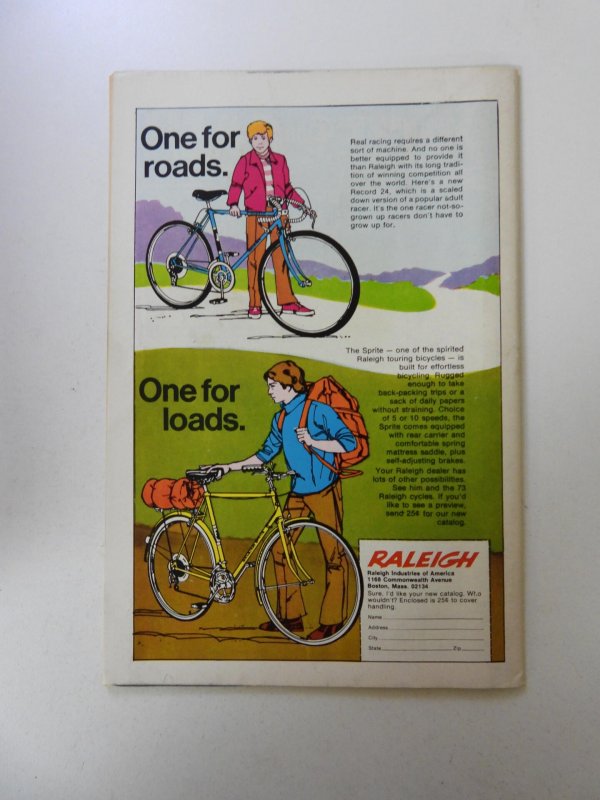 One for
roads.
Real racing requires a different
sort of machine. And no one is
better equipped to provide it
than Raleigh with its long tradi-
tion of winning competition all
over the world. Here's a new
Record 24, which is a scaled
down version of a popular adult
racer. It's the one racer not-so-
grown up racers don't have to
grow up for.
The Sprite — one of the spirited
Raleigh touring bicycles — is
built for effortless
bicycling. Rugged
enough to take
back-packing trips or a
sack of daily papers
without straining. Choice
of 5 or 10 speeds, the
Sprite comes equipped
with rear carrier and
comfortable spring
mattress saddle, plus
self-adjusting brakes.
Your Raleigh dealer has
lots of other possibilities.
See him and the 73
Raleigh cycles. If you'd
like to see a preview,
send 25¢ for our new
catalog.
One for
loads.
RALEIGH
Raleigh Industries of America
1168 Commonwealth Avenue
Boston, Mass. 02134
Sure, I'd like your new catalog. Who
wouldn't? Enclosed is 25¢ to cover
handling.
Name
Address
City
State Zip